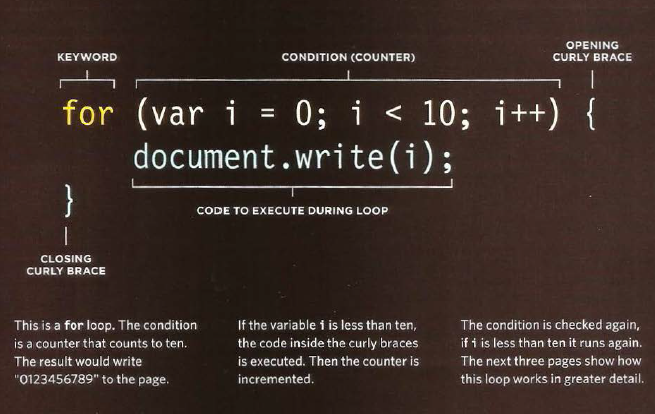 KEYWORD
CONDITION (COUNTER)
OPENING
CURLY BRACE
for (var i = 0; i < 10; i++) {
document.write(i);
}
CODE TO EXECUTE DURING LOOP
CLOSING
CURLY BRACE
This is a for loop. The condition
is a counter that counts to ten.
The result would write
"0123456789" to the page.
If the variable i is less than ten,
the code inside the curly braces
is executed. Then the counter is
incremented.
The condition is checked again,
if i is less than ten it runs again.
The next three pages show how
this loop works in greater detail.